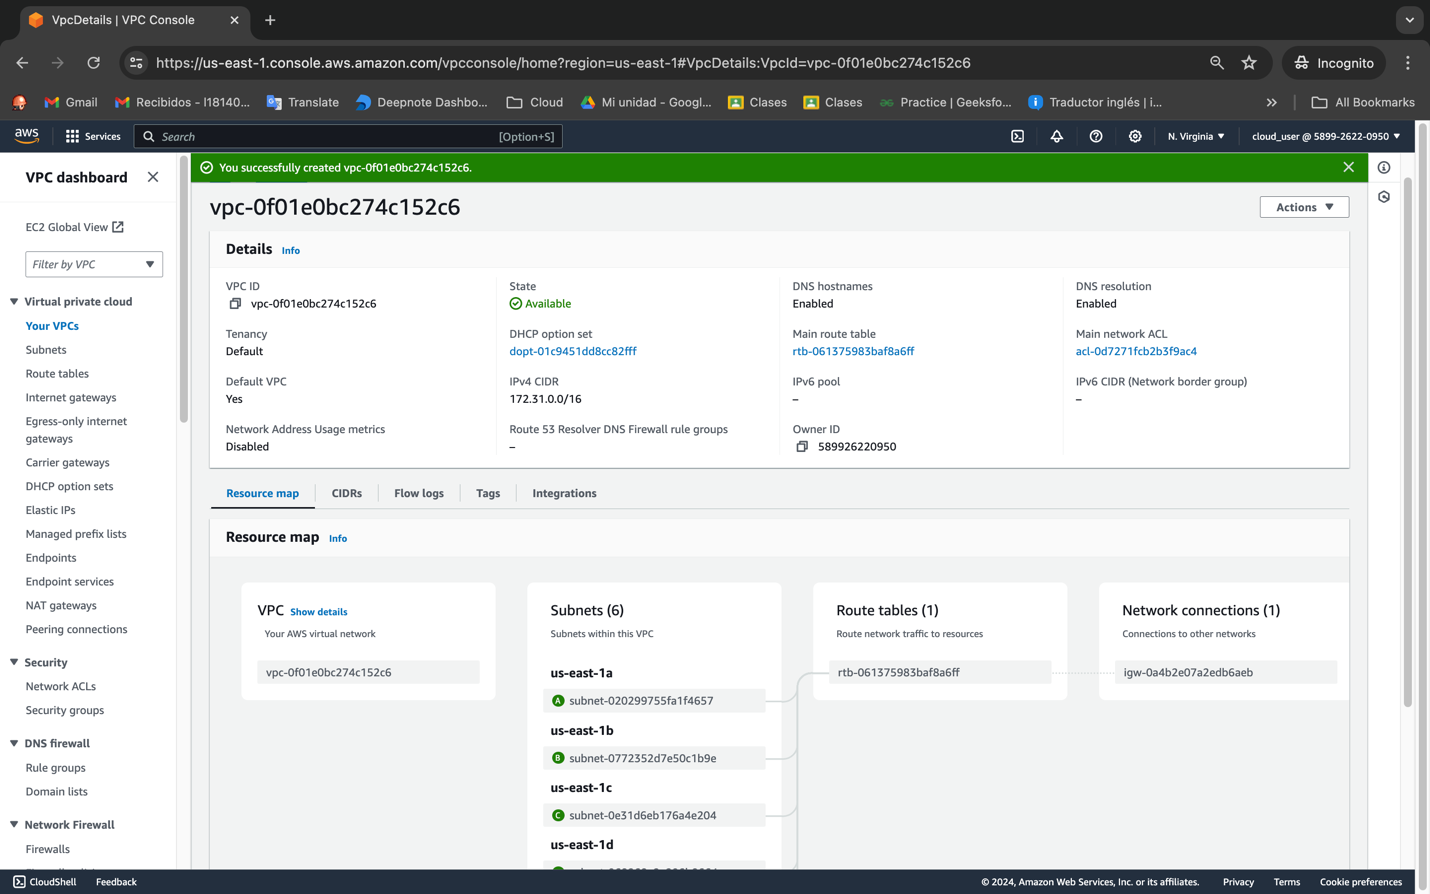 VpcDetails | VPC Console
https://us-east-1.console.aws.amazon.com/vpcconsole/home?region=us-east-1#VpcDetails:VpcId=vpc-0f01e0bc274c152c6
Incognito
Gmail
Recibidos - l18140...
Translate
Deepnote Dashbo...
Cloud
Mi unidad - Googl...
Clases
Clases
Practice | Geeksfo...
Traductor inglés | i...
All Bookmarks
aws
Services
Search
[Option+S]
N. Virginia
cloud_user @ 5899-2622-0950
VPC dashboard
EC2 Global View
Filter by VPC
Virtual private cloud
Your VPCs
Subnets
Route tables
Internet gateways
Egress-only internet
gateways
Carrier gateways
DHCP option sets
Elastic IPs
Managed prefix lists
Endpoints
Endpoint services
NAT gateways
Peering connections
Security
Network ACLs
Security groups
DNS firewall
Rule groups
Domain lists
Network Firewall
Firewalls
You successfully created vpc-0f01e0bc274c152c6.
vpc-0f01e0bc274c152c6
Actions
Details Info
VPC ID
vpc-0f01e0bc274c152c6
State
Available
DNS hostnames
Enabled
DNS resolution
Enabled
Tenancy
Default
DHCP option set
dopt-01c9451dd8cc82fff
Main route table
rtb-061375983baf8a6ff
Main network ACL
acl-0d7271fcb2b3f9ac4
Default VPC
Yes
IPv4 CIDR
172.31.0.0/16
IPv6 pool
–
IPv6 CIDR (Network border group)
–
Network Address Usage metrics
Disabled
Route 53 Resolver DNS Firewall rule groups
–
Owner ID
589926220950
Resource map
CIDRs
Flow logs
Tags
Integrations
Resource map Info
VPC Show details
Your AWS virtual network
vpc-0f01e0bc274c152c6
Subnets (6)
Subnets within this VPC
us-east-1a
A subnet-020299755fa1f4657
us-east-1b
B subnet-0772352d7e50c1b9e
us-east-1c
C subnet-0e31d6eb176a4e204
us-east-1d
Route tables (1)
Route network traffic to resources
rtb-061375983baf8a6ff
Network connections (1)
Connections to other networks
igw-0a4b2e07a2edb6aeb
CloudShell
Feedback
© 2024, Amazon Web Services, Inc. or its affiliates.
Privacy
Terms
Cookie preferences